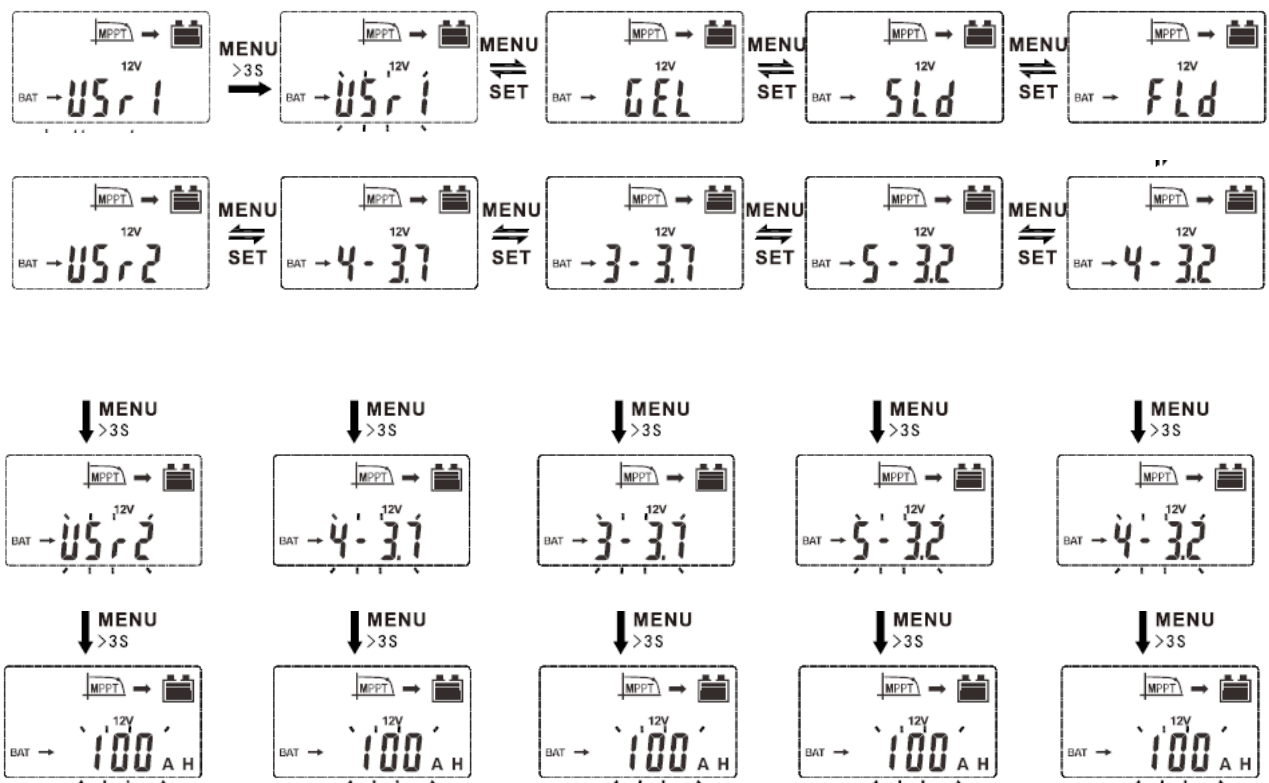 MPPT MENU MPPT MENU MPPT MENU MPPT MENU MPPT
>3S
12V 12V 12V 12V 12V
BAT USr1 BAT USr1 SET BAT GEL SET BAT SLd SET BAT FLd
MPPT MENU MPPT MENU MPPT MENU MPPT MENU MPPT
12V 12V 12V 12V 12V
BAT USr2 SET BAT 4-3.7 SET BAT 3-3.7 SET BAT 5-3.2 SET BAT 4-3.2
MENU MENU MENU MENU MENU
>3S >3S >3S >3S >3S
MPPT MPPT MPPT MPPT MPPT
12V 12V 12V 12V 12V
BAT USr2 BAT 4-3.7 BAT 3-3.7 BAT 5-3.2 BAT 4-3.2
MENU MENU MENU MENU MENU
>3S >3S >3S >3S >3S
MPPT MPPT MPPT MPPT MPPT
12V 12V 12V 12V 12V
BAT 100 A H BAT 100 A H BAT 100 A H BAT 100 A H BAT 100 A H